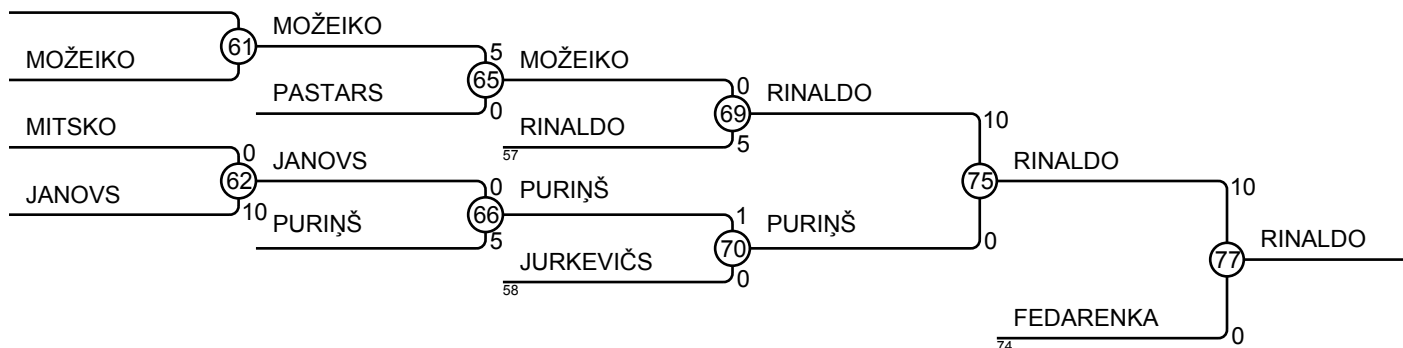 61
MOŽEIKO
MOŽEIKO
5
65
PASTARS
0
MOŽEIKO
0
69
RINALDO
57
5
RINALDO
10
MITSKO
0
62
JANOVS
10
JANOVS
0
66
PURIŅŠ
5
PURIŅŠ
1
70
JURKEVIČS
58
0
PURIŅŠ
0
75
RINALDO
10
77
FEDARENKA
74
0
RINALDO